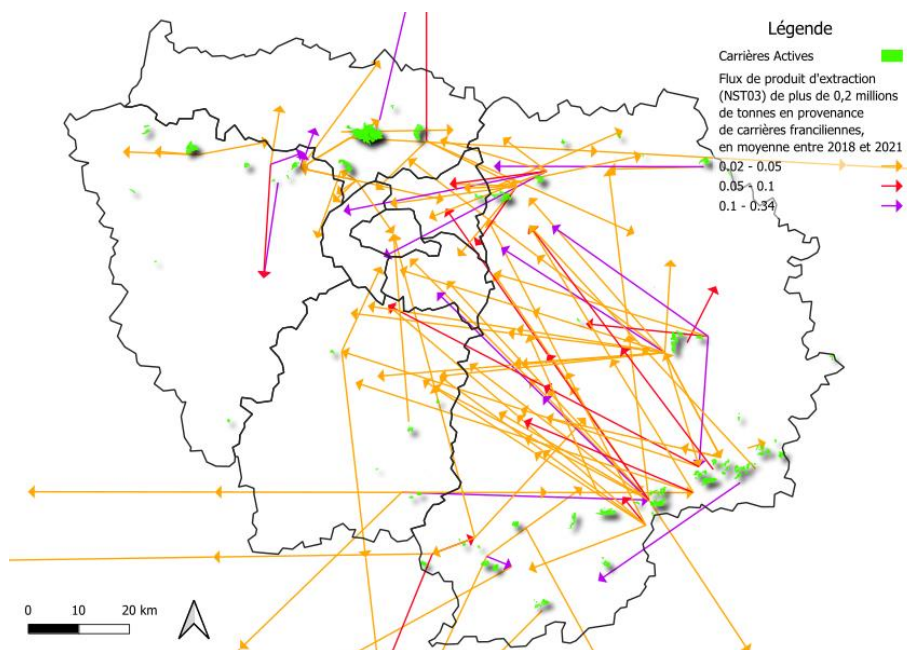 Légende
Carrières Actives
Flux de produit d'extraction
(NST03) de plus de 0,2 millions
de tonnes en provenance
de carrières franciliennes,
en moyenne entre 2018 et 2021
0.02 - 0.05
0.05 - 0.1
0.1 - 0.34
0 10 20 km